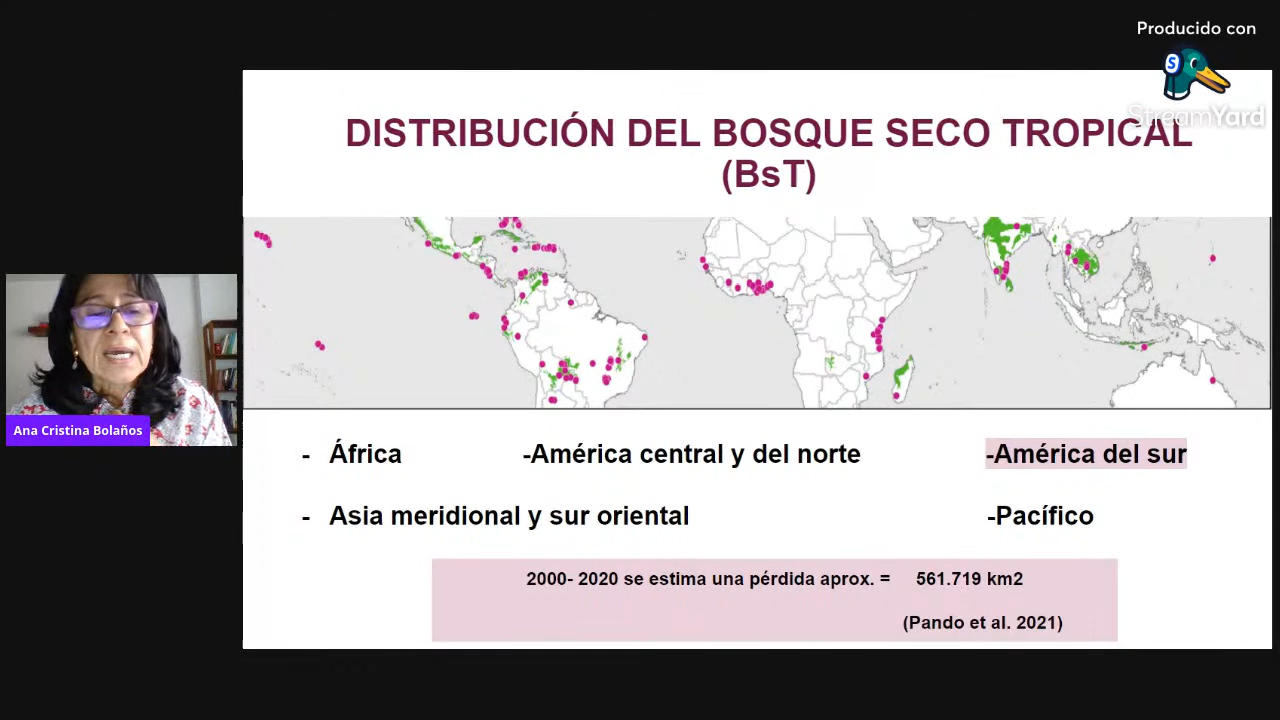 Producido con
StreamYard
DISTRIBUCIÓN DEL BOSQUE SECO TROPICAL
(BsT)
Ana Cristina Bolaños
- África -América central y del norte -América del sur
- Asia meridional y sur oriental -Pacífico
2000- 2020 se estima una pérdida aprox. = 561.719 km2
(Pando et al. 2021)